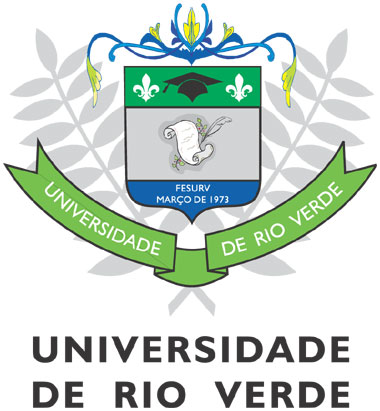 FESURV
MARÇO DE 1973
UNIVERSIDADE DE RIO VERDE
UNIVERSIDADE
DE RIO VERDE